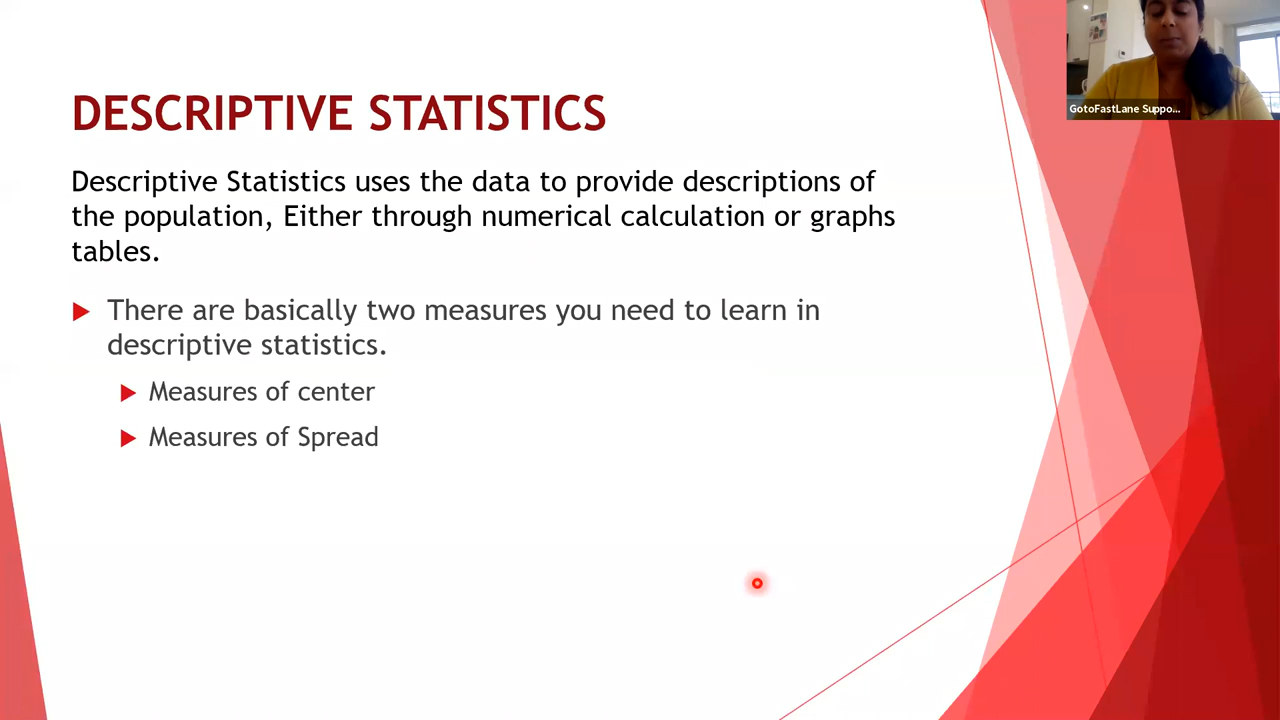 DESCRIPTIVE STATISTICS
Descriptive Statistics uses the data to provide descriptions of
the population, Either through numerical calculation or graphs
tables.
There are basically two measures you need to learn in
descriptive statistics.
Measures of center
Measures of Spread
GotoFastLane Suppo...